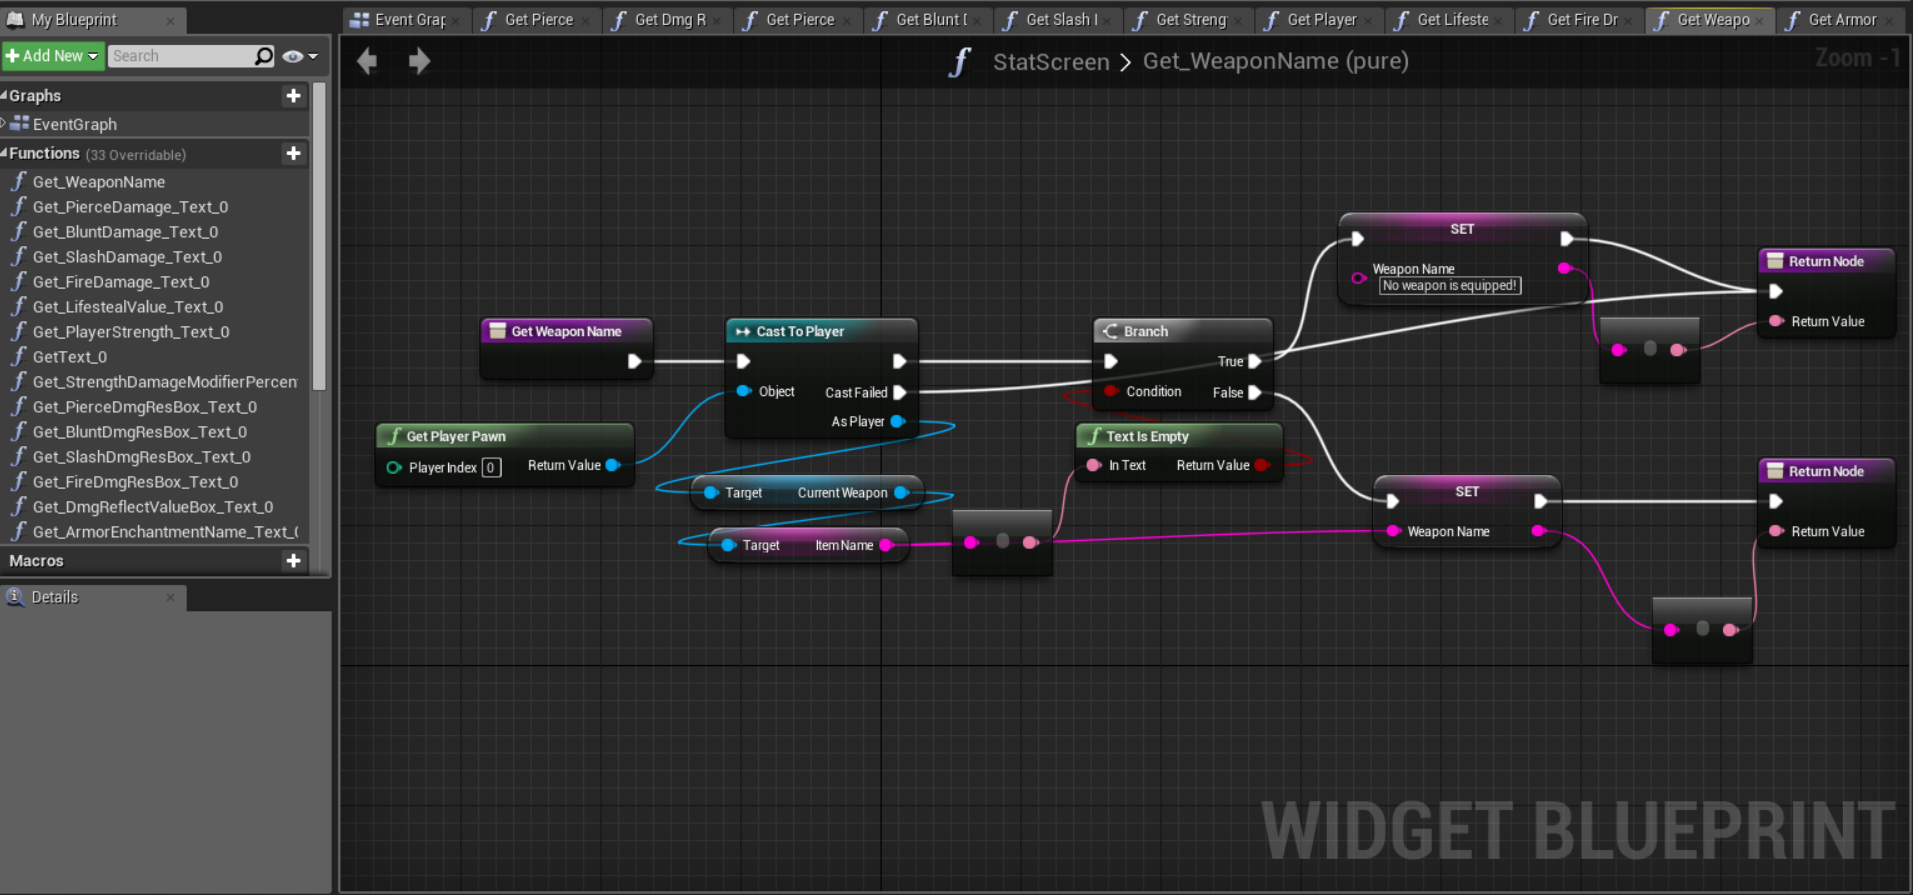 My Blueprint
Event Grap
Get Pierce
Get Dmg R
Get Pierce
Get Blunt D
Get Slash I
Get Streng
Get Player
Get Lifeste
Get Fire Dr
Get Weapo
Get Armor
Add New
Search
StatScreen > Get_WeaponName (pure)
Zoom -1
Graphs
EventGraph
Functions (33 Overridable)
Get_WeaponName
Get_PierceDamage_Text_0
Get_BluntDamage_Text_0
Get_SlashDamage_Text_0
Get_FireDamage_Text_0
Get_LifestealValue_Text_0
Get_PlayerStrength_Text_0
GetText_0
Get_StrengthDamageModifierPercen
Get_PierceDmgResBox_Text_0
Get_BluntDmgResBox_Text_0
Get_SlashDmgResBox_Text_0
Get_FireDmgResBox_Text_0
Get_DmgReflectValueBox_Text_0
Get_ArmorEnchantmentName_Text_0
Macros
Details
Get Weapon Name
Get Player Pawn
Player Index 0
Return Value
Cast To Player
Object
Cast Failed
As Player
Target Current Weapon
Target Item Name
Branch
True
Condition False
Text Is Empty
In Text Return Value
SET
Weapon Name
No weapon is equipped!
Return Node
Return Value
SET
Weapon Name
Return Node
Return Value
WIDGET BLUEPRINT